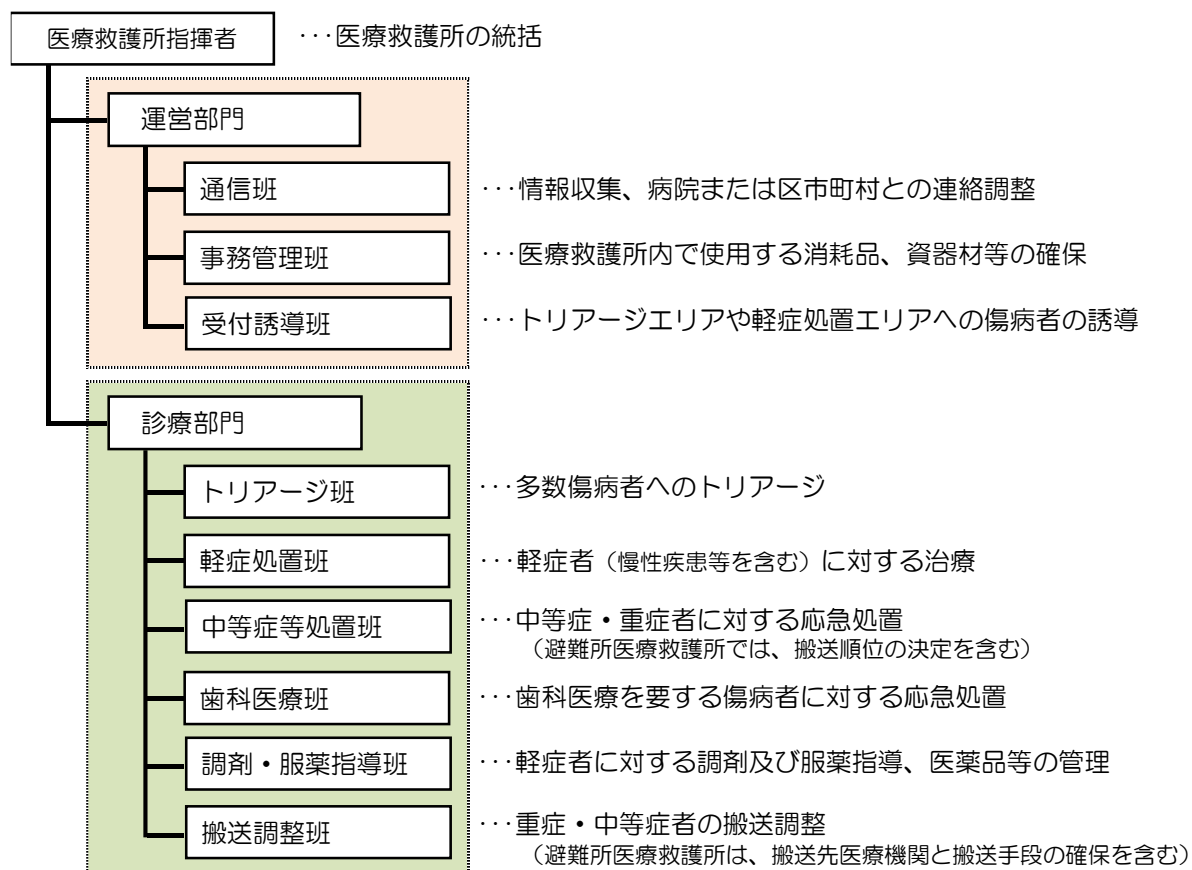 医療救護所指揮者 ･･･医療救護所の統括
運営部門
通信班 ･･･情報収集、病院または区市町村との連絡調整
事務管理班 ･･･医療救護所内で使用する消耗品、資器材等の確保
受付誘導班 ･･･トリアージエリアや軽症処置エリアへの傷病者の誘導
診療部門
トリアージ班 ･･･多数傷病者へのトリアージ
軽症処置班 ･･･軽症者（慢性疾患等を含む）に対する治療
中等症等処置班 ･･･中等症・重症者に対する応急処置
（避難所医療救護所では、搬送順位の決定を含む）
歯科医療班 ･･･歯科医療を要する傷病者に対する応急処置
調剤・服薬指導班 ･･･軽症者に対する調剤及び服薬指導、医薬品等の管理
搬送調整班 ･･･重症・中等症者の搬送調整
（避難所医療救護所は、搬送先医療機関と搬送手段の確保を含む）